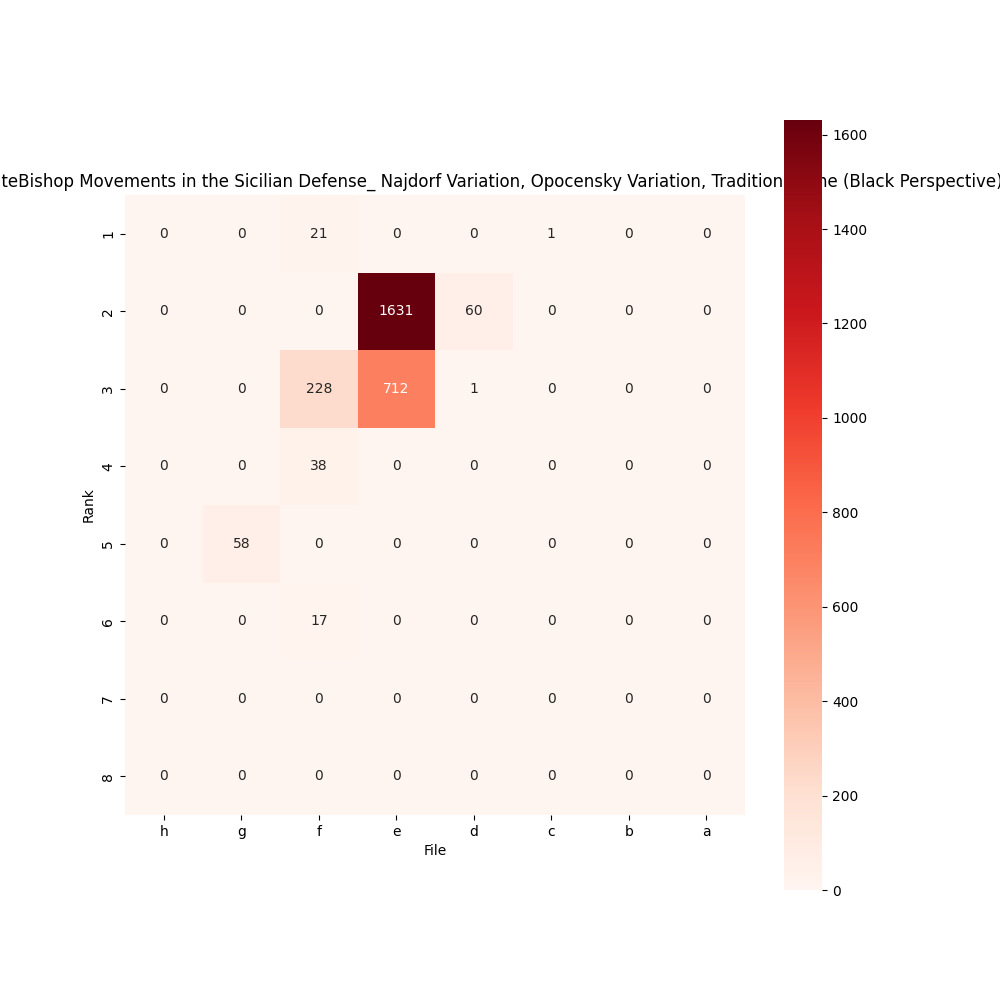 teBishop Movements in the Sicilian Defense_ Najdorf Variation, Opocensky Variation, Tradition ne (Black Perspective)
1 0 0 21 0 0 1 0 0
2 0 0 0 1631 60 0 0 0
3 0 0 228 712 1 0 0 0
4 0 0 38 0 0 0 0 0
5 0 58 0 0 0 0 0 0
6 0 0 17 0 0 0 0 0
7 0 0 0 0 0 0 0 0
8 0 0 0 0 0 0 0 0
h g f e d c b a
File
Rank
1600
1400
1200
1000
800
600
400
200
0